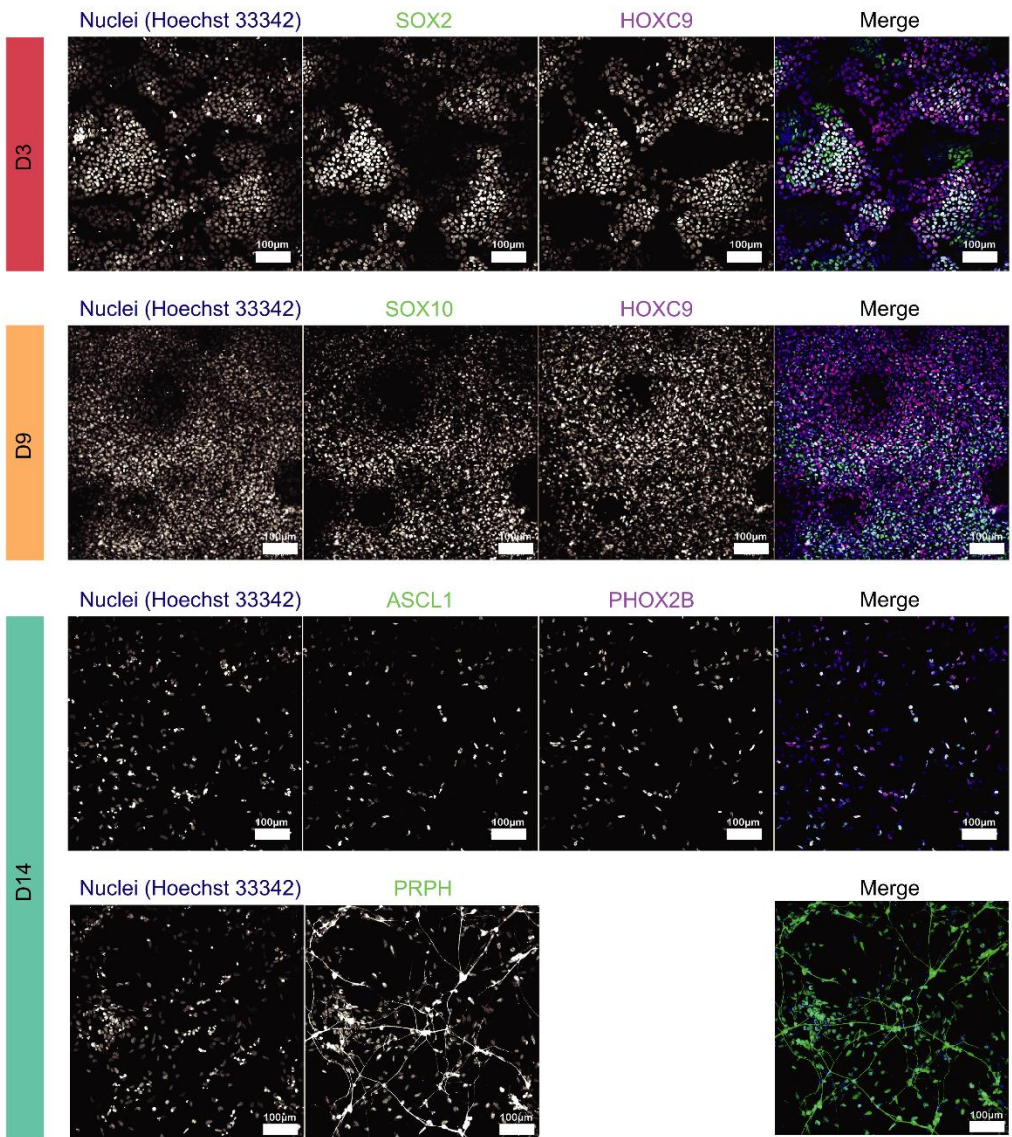 Nuclei (Hoechst 33342) SOX2 HOXC9 Merge
D3
100µm 100µm 100µm 100µm
Nuclei (Hoechst 33342) SOX10 HOXC9 Merge
D9
100µm 100µm 100µm 100µm
Nuclei (Hoechst 33342) ASCL1 PHOX2B Merge
100µm 100µm 100µm 100µm
D14
Nuclei (Hoechst 33342) PRPH Merge
100µm 100µm 100µm